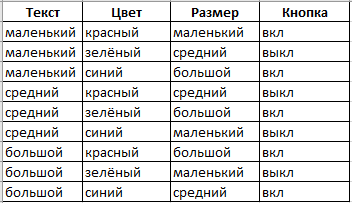 Текст Цвет Размер Кнопка
маленький красный маленький вкл
маленький зелёный средний выкл
маленький синий большой вкл
средний красный средний выкл
средний зелёный большой вкл
средний синий маленький выкл
большой красный большой вкл
большой зелёный маленький выкл
большой синий средний вкл